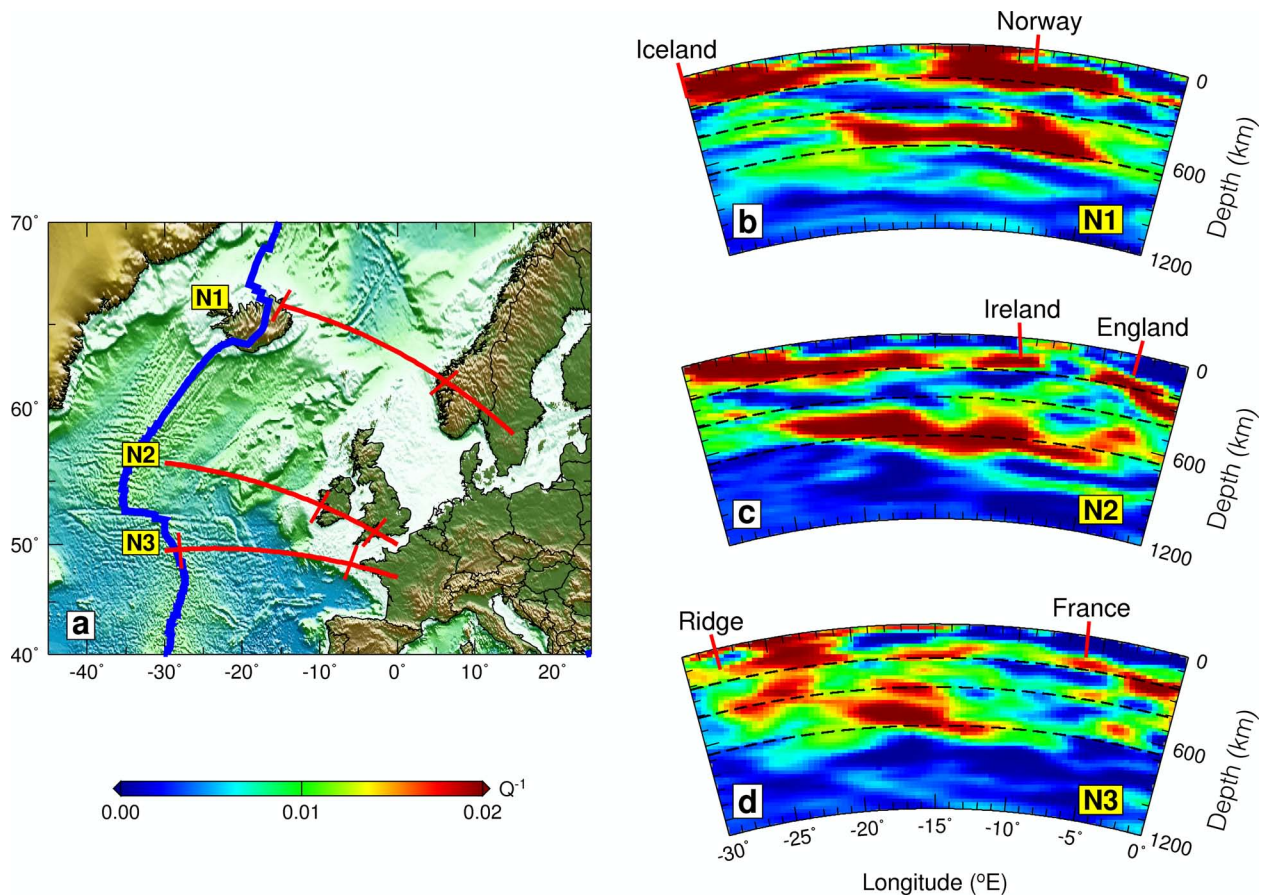 Iceland
Norway
0
600
1200
Depth (km)
b
N1
70°
60°
50°
40°
N1
N2
N3
a
-40
-30
-20
-10
0
10
20
Ireland
England
0
600
1200
Depth (km)
c
N2
Ridge
France
0
600
1200
Depth (km)
d
N3
-30°
-25°
-20°
-15°
-10°
-5°
0°
Longitude (°E)
Q-1
0.00
0.01
0.02